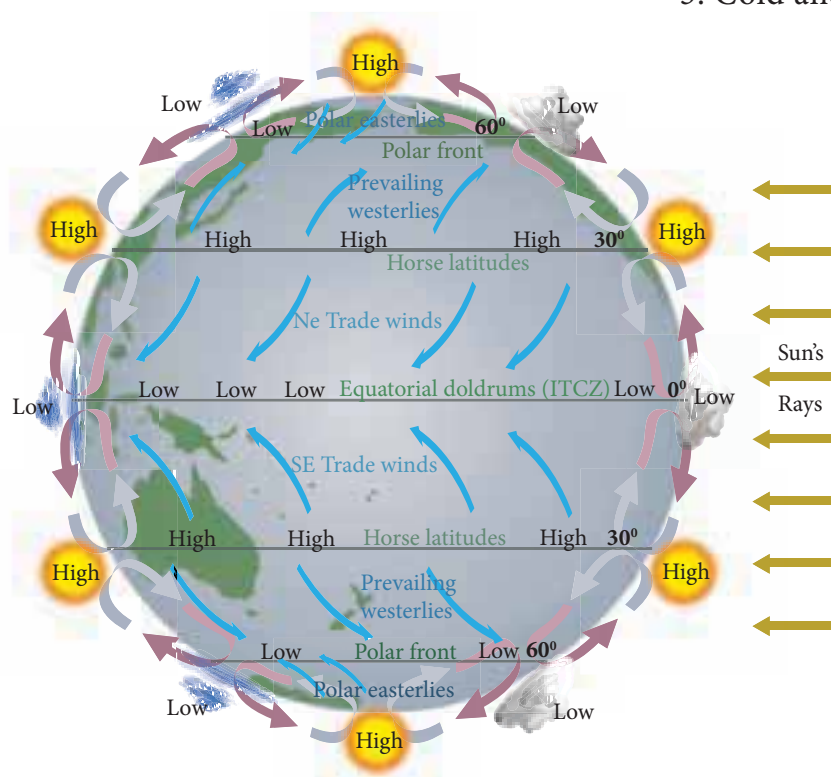 3. Cold an
High
Low Low
Low Polar easterlies 60⁰
Polar front
Prevailing
westerlies
High High
High High High 30⁰
Horse latitudes
Ne Trade winds
Sun's
Low Low Low Equatorial doldrums (ITCZ) Low 0⁰
Low Low
Rays
SE Trade winds
High High Horse latitudes High 30⁰
High High
Prevailing
westerlies
Low Polar front Low 60⁰
Polar easterlies
Low Low
High